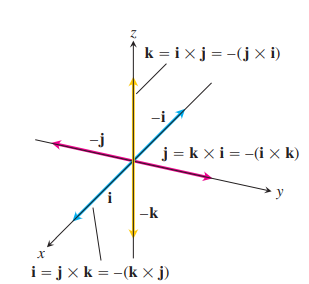 z
k = i × j = −(j × i)
−i
−j
j = k × i = −(i × k)
y
i
−k
x
i = j × k = −(k × j)